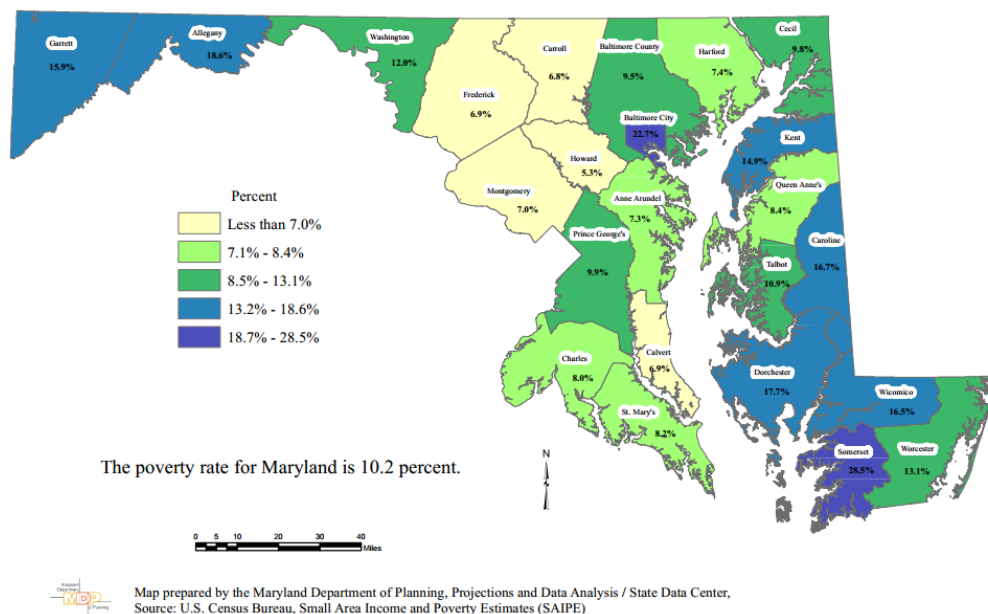 Garrett
15.9%
Allegany
18.6%
Washington
12.0%
Frederick
6.9%
Carroll
6.8%
Baltimore County
9.5%
Baltimore City
22.7%
Harford
7.4%
Cecil
9.8%
Howard
5.3%
Montgomery
7.0%
Kent
14.9%
Queen Anne's
8.4%
Anne Arundel
7.3%
Prince George's
9.9%
Caroline
16.7%
Talbot
10.9%
Percent
Less than 7.0%
7.1% - 8.4%
8.5% - 13.1%
13.2% - 18.6%
18.7% - 28.5%
Charles
8.0%
Calvert
6.9%
St. Mary's
8.2%
Dorchester
17.7%
Wicomico
16.5%
Somerset
28.5%
Worcester
13.1%
The poverty rate for Maryland is 10.2 percent.
N
0 5 10 20 30 40
Miles
Maryland
Department
MDP
of Planning
Map prepared by the Maryland Department of Planning, Projections and Data Analysis / State Data Center,
Source: U.S. Census Bureau, Small Area Income and Poverty Estimates (SAIPE)